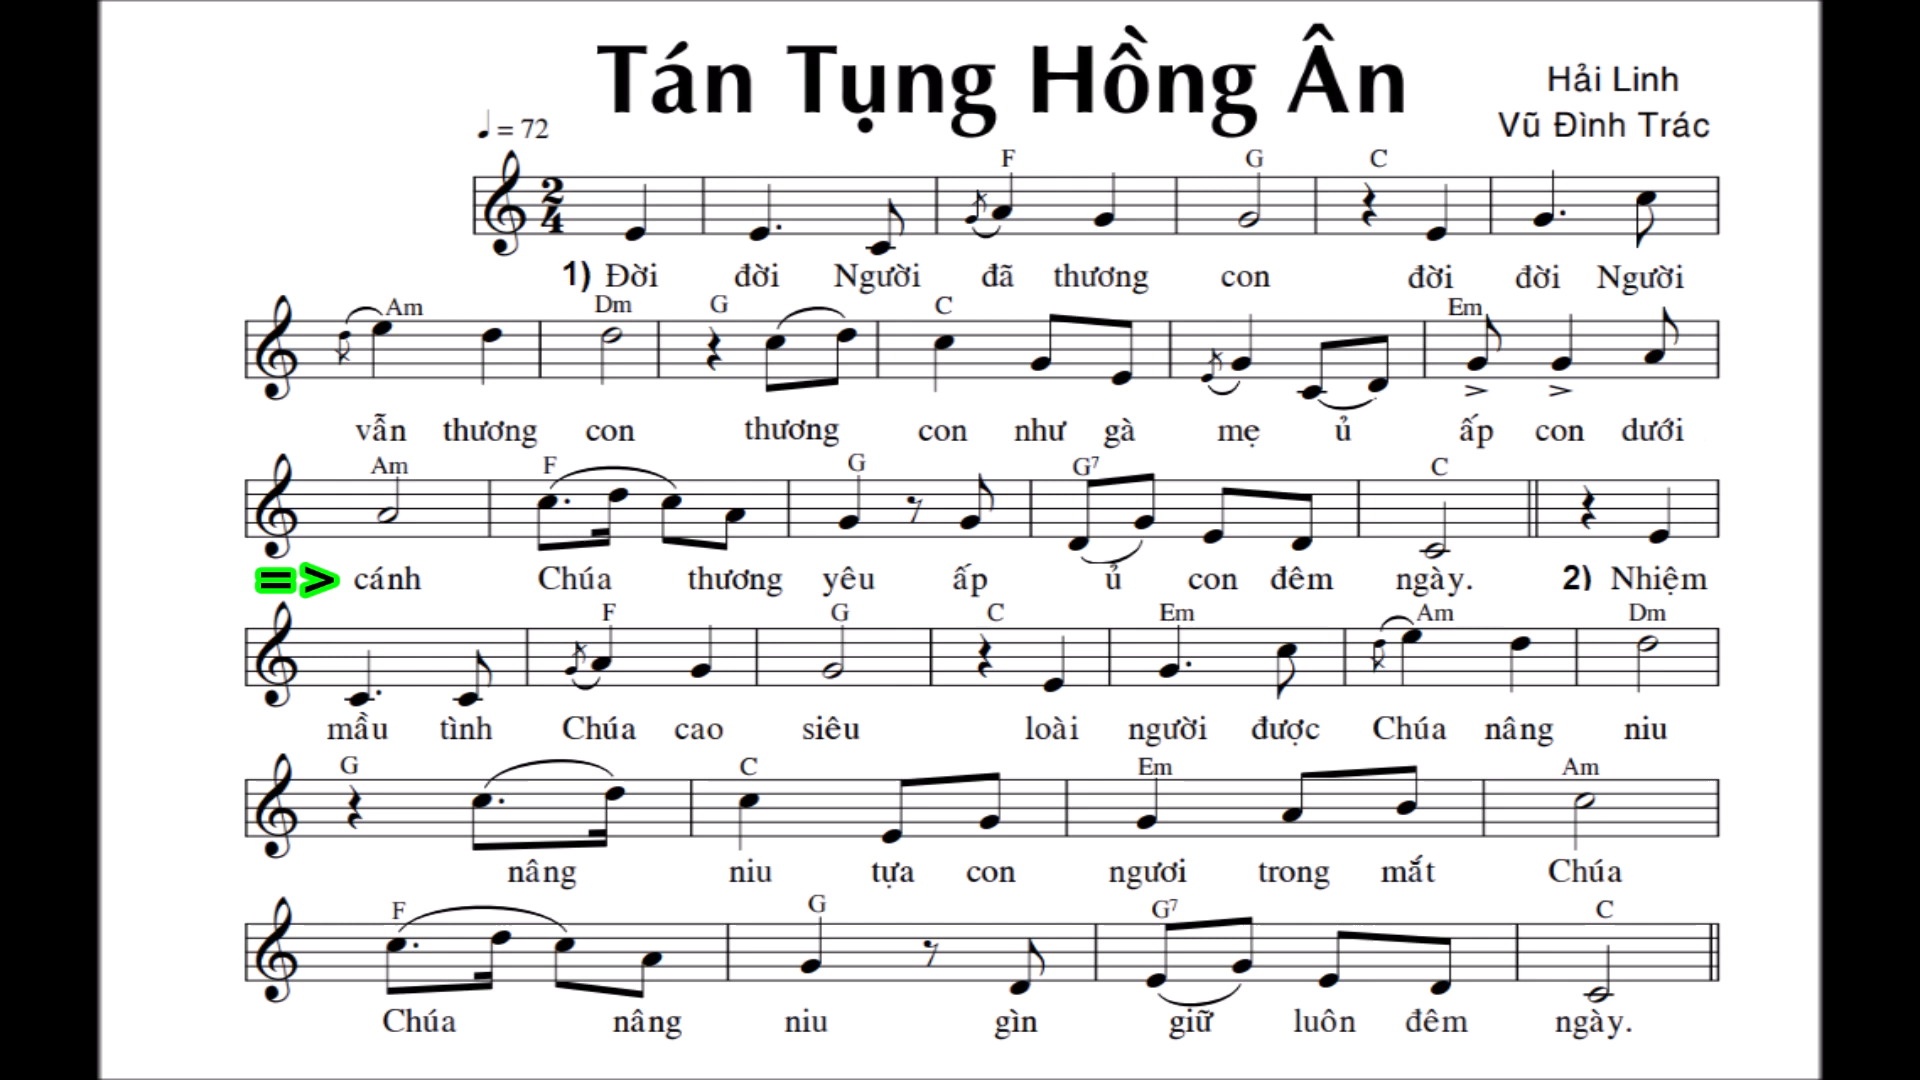 Tán Tụng Hồng Ân
Hải Linh
Vũ Đình Trác
♩ = 72
F G C
1) Đời đời Người đã thương con đời đời Người
Am Dm G C Em
vẫn thương con thương con như gà mẹ ủ ấp con dưới
Am F G G7 C
=> cánh Chúa thương yêu ấp ủ con đêm ngày. 2) Nhiệm
F G C Em Am Dm
mầu tình Chúa cao siêu loài người được Chúa nâng niu
G C Em Am
nâng niu tựa con ngươi trong mắt Chúa
F G G7 C
Chúa nâng niu gìn giữ luôn đêm ngày.